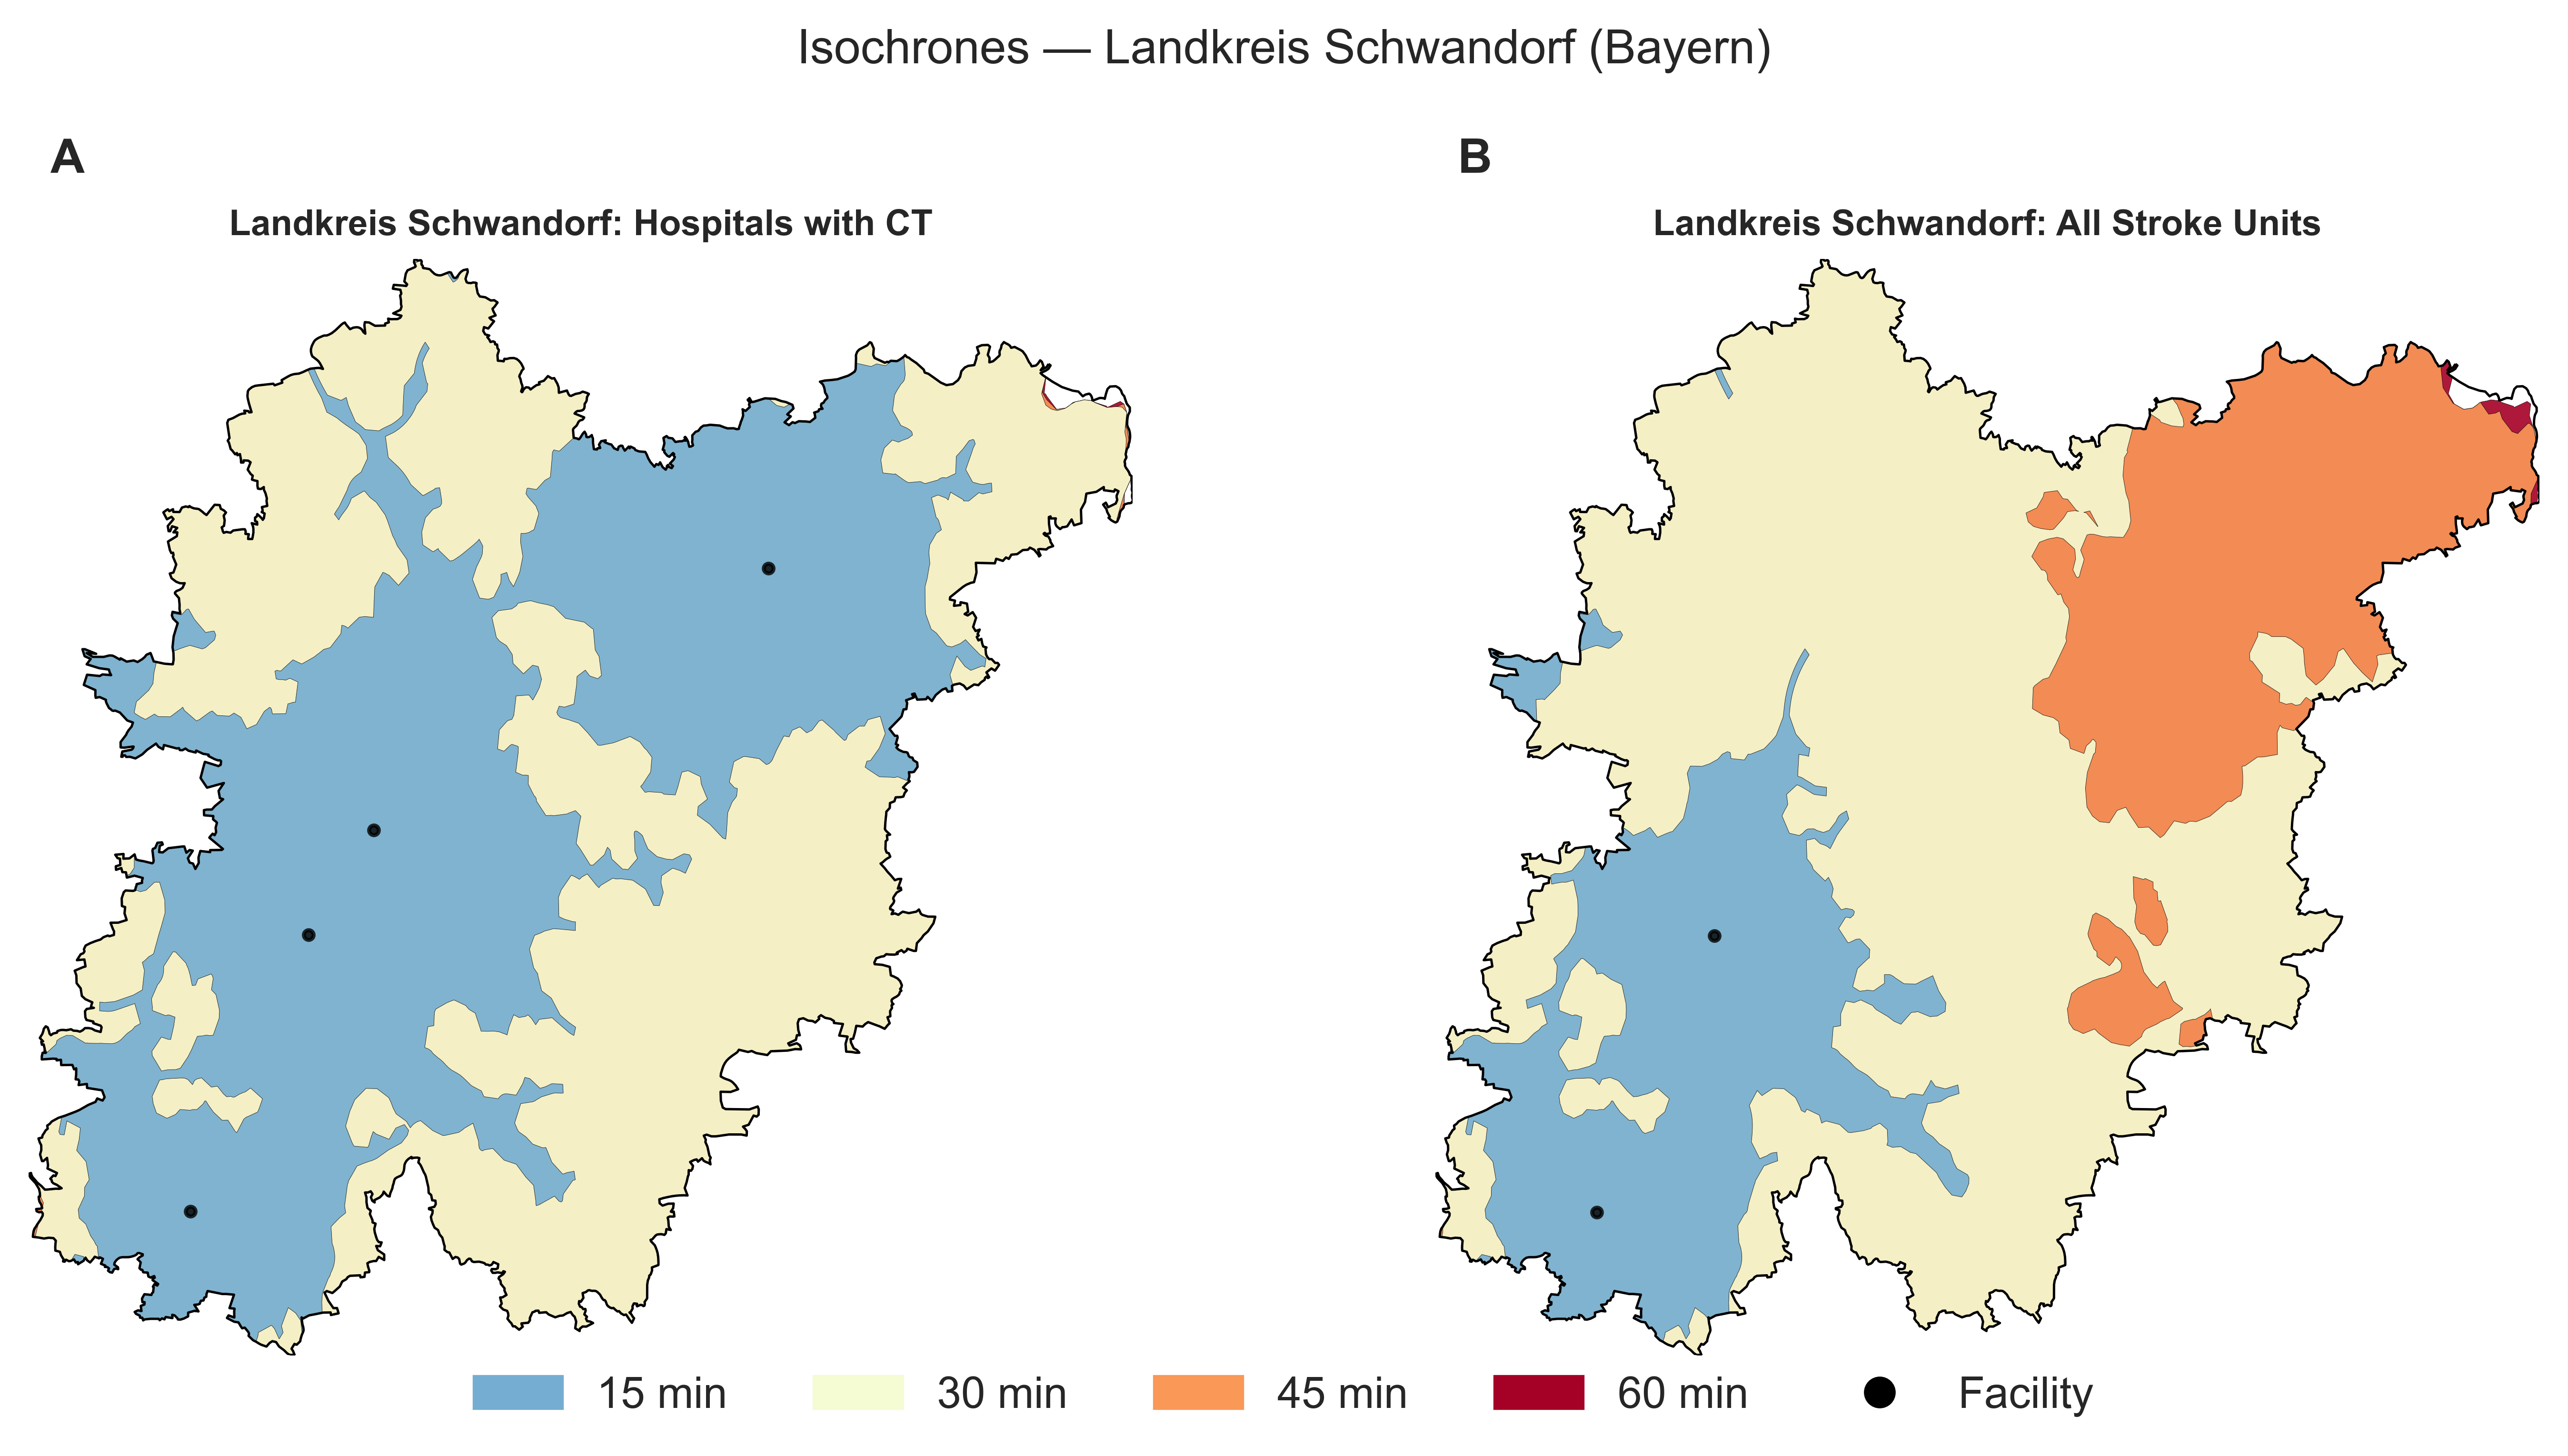 Isochrones — Landkreis Schwandorf (Bayern)
A
B
Landkreis Schwandorf: Hospitals with CT
Landkreis Schwandorf: All Stroke Units
15 min
30 min
45 min
60 min
Facility